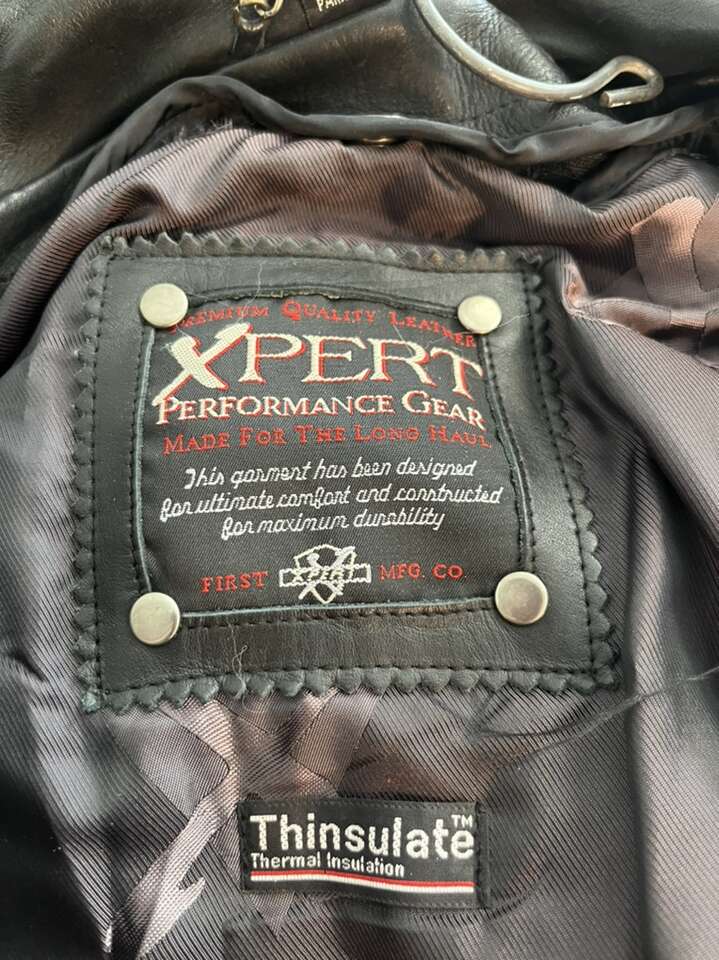 PREMIUM QUALITY LEATHER
XPERT
PERFORMANCE GEAR
MADE FOR THE LONG HAUL
This garment has been designed
for ultimate comfort and constructed
for maximum durability
FIRST XPERT MFG. CO.
Thinsulate™
Thermal Insulation